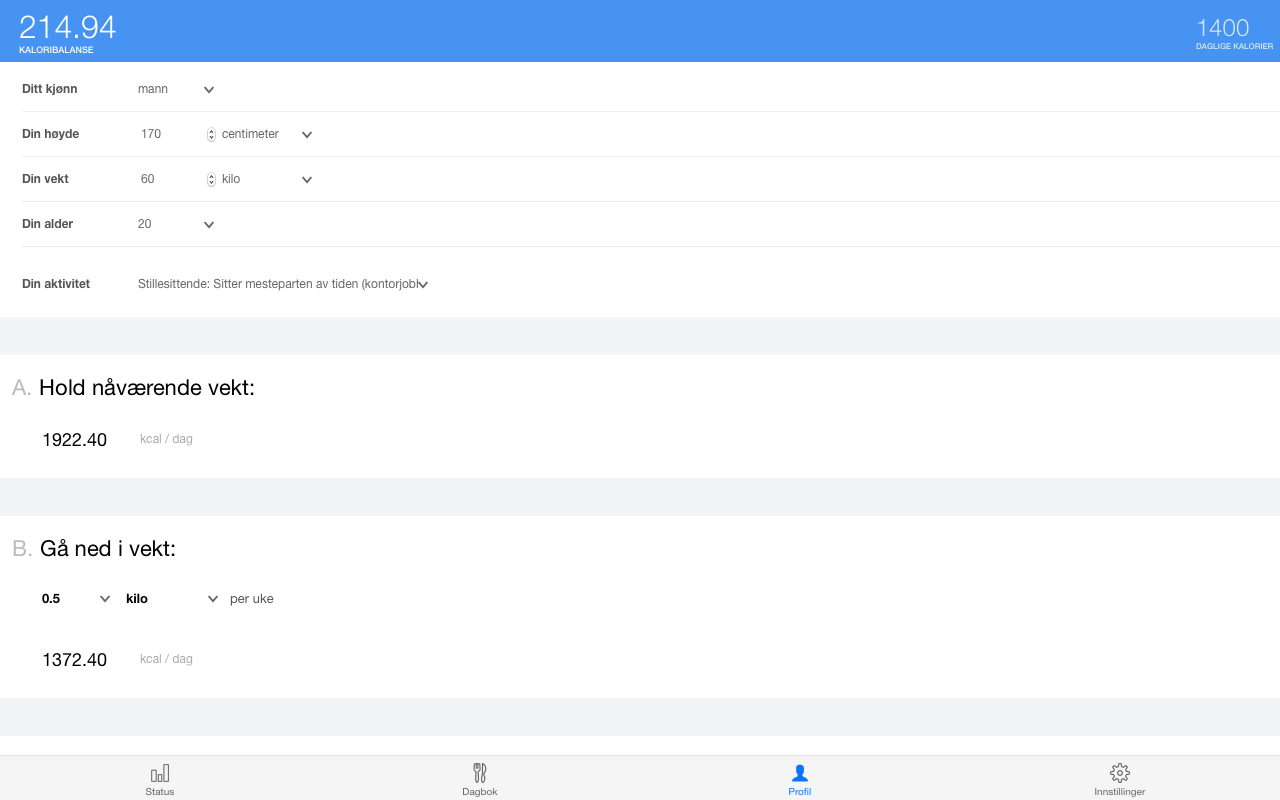 214.94
KALORIBALANSE
1400
DAGLIGE KALORIER
Ditt kjønn mann
Din høyde 170 centimeter
Din vekt 60 kilo
Din alder 20
Din aktivitet Stillesittende: Sitter mesteparten av tiden (kontorjobb
A. Hold nåværende vekt:
1922.40 kcal / dag
B. Gå ned i vekt:
0.5 kilo per uke
1372.40 kcal / dag
Status Dagbok Profil Innstillinger